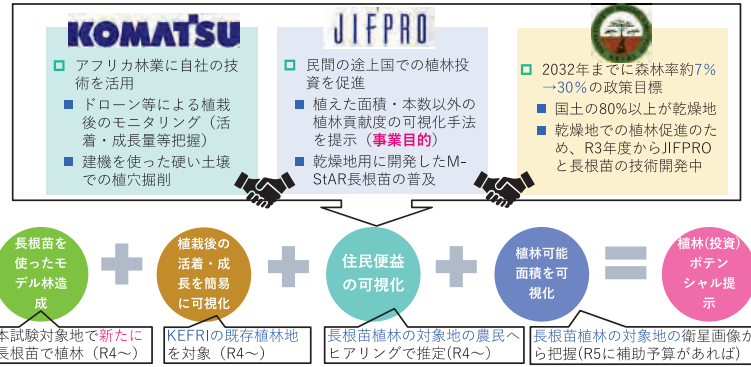 KOMATSU
アフリカ林業に自社の技
術を活用
ドローン等による植栽
後のモニタリング（活
着・成長量等把握）
建機を使った硬い土壌
での植穴掘削
JIFPRO
民間の途上国での植林投
資を促進
植えた面積・本数以外の
植林貢献度の可視化手法
を提示（事業目的）
乾燥地用に開発したM-
StAR長根苗の普及
2032年までに森林率約7%
→30%の政策目標
国土の80%以上が乾燥地
乾燥地での植林促進のた
め、R3年度からJIFPRO
と長根苗の技術開発中
長根苗を
使ったモ
デル林造
成
植栽後の
活着・成
長を簡易
に可視化
住民便益
の可視化
植林可能
面積を可
視化
植林(投資)
ポテン
シャル提
示
本試験対象地で新たに
長根苗で植林（R4～）
KEFRIの既存植林地
を対象（R4～）
長根苗植林の対象地の農民へ
ヒアリングで推定(R4～)
長根苗植林の対象地の衛星画像か
ら把握(R5に補助予算があれば)